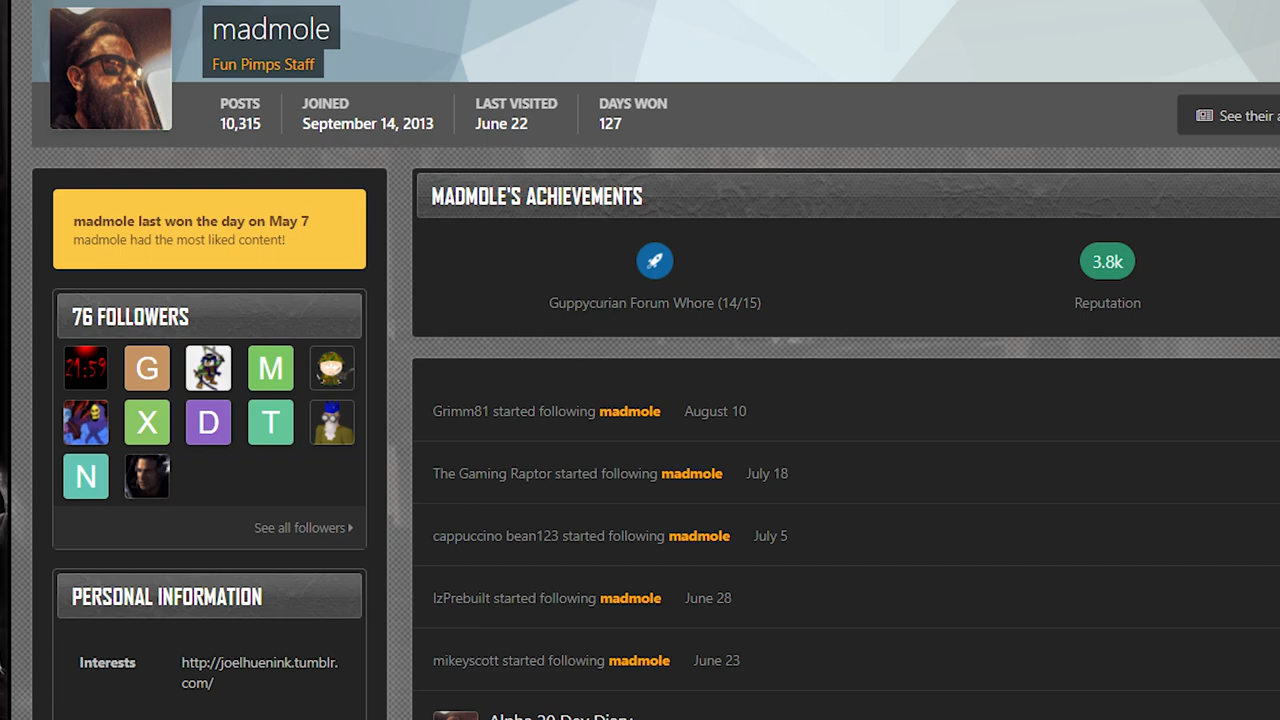 madmole
Fun Pimps Staff
POSTS
10,315
JOINED
September 14, 2013
LAST VISITED
June 22
DAYS WON
127
See their a
madmole last won the day on May 7
madmole had the most liked content!
76 FOLLOWERS
21:59
G
M
X
D
T
N
See all followers
PERSONAL INFORMATION
Interests
http://joelhuenink.tumblr.
com/
MADMOLE'S ACHIEVEMENTS
Guppycurian Forum Whore (14/15)
3.8k
Reputation
Grimm81 started following madmole August 10
The Gaming Raptor started following madmole July 18
cappuccino bean123 started following madmole July 5
IzPrebuilt started following madmole June 28
mikeyscott started following madmole June 23
Alpha 20 Dev Diary